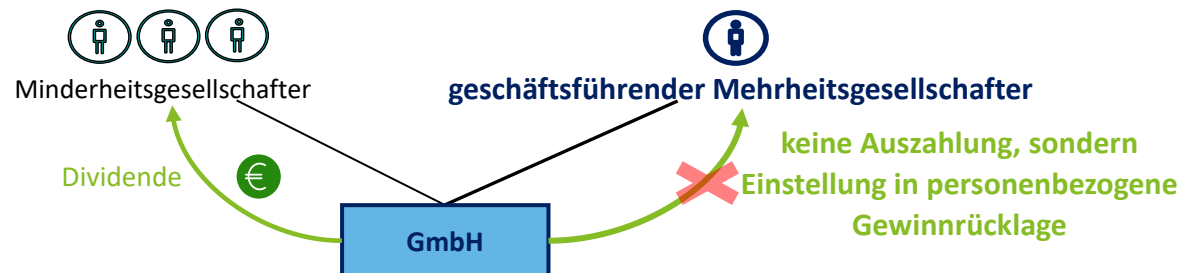 Minderheitsgesellschafter
geschäftsführender Mehrheitsgesellschafter
Dividende
€
keine Auszahlung, sondern
Einstellung in personenbezogene
Gewinnrücklage
GmbH